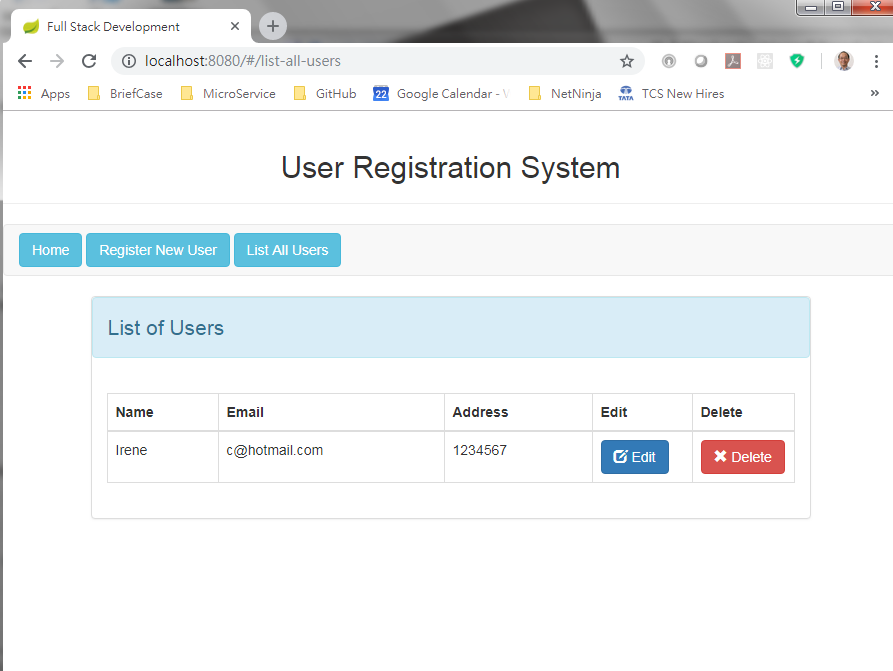 Full Stack Development
localhost:8080/#/list-all-users
Apps BriefCase MicroService GitHub 22 Google Calendar - NetNinja TATA TCS New Hires
User Registration System
Home Register New User List All Users
List of Users
Name Email Address Edit Delete
Irene c@hotmail.com 1234567 Edit Delete